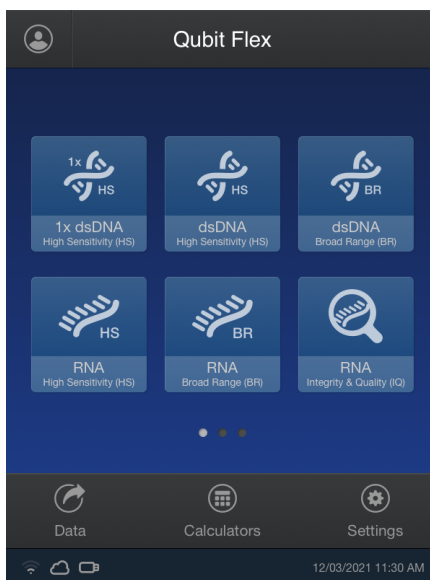 Qubit Flex
1x HS
HS
BR
1x dsDNA
High Sensitivity (HS)
dsDNA
High Sensitivity (HS)
dsDNA
Broad Range (BR)
HS
BR
RNA
High Sensitivity (HS)
RNA
Broad Range (BR)
RNA
Integrity & Quality (IQ)
Data
Calculators
Settings
12/03/2021 11:30 AM